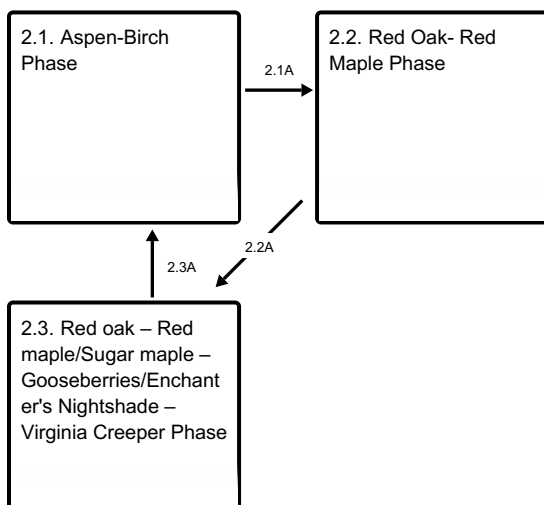 2.1. Aspen-Birch
Phase
2.1A
2.2. Red Oak- Red
Maple Phase
2.2A
2.3A
2.3. Red oak – Red
maple/Sugar maple –
Gooseberries/Enchant
er's Nightshade –
Virginia Creeper Phase